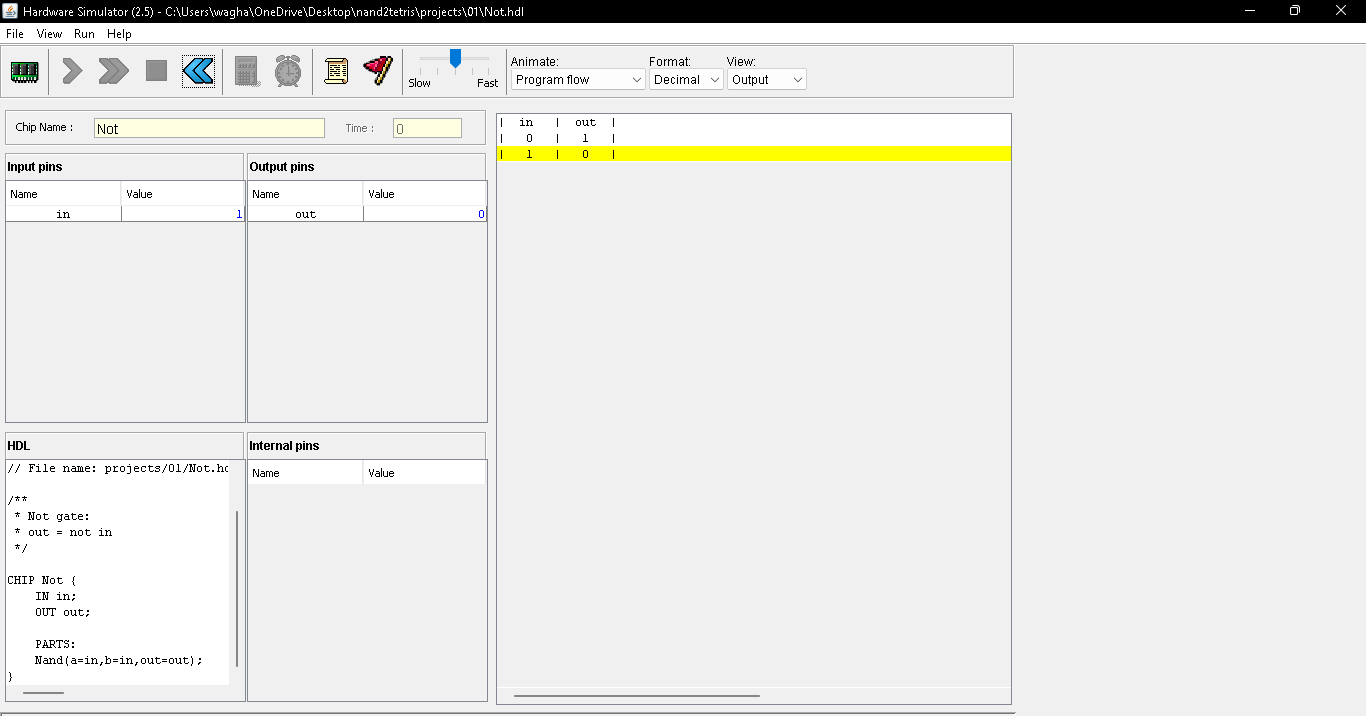 Hardware Simulator (2.5) - C:\Users\wagha\OneDrive\Desktop\nand2tetris\projects\01\Not.hdl
File View Run Help
Slow Fast
Animate: Format: View:
Program flow Decimal Output
Chip Name : Not Time : 0
Input pins
Name Value
in 1
Output pins
Name Value
out 0
HDL
// File name: projects/01/Not.hd
/**
* Not gate:
* out = not in
*/
CHIP Not {
IN in;
OUT out;
PARTS:
Nand(a=in,b=in,out=out);
}
Internal pins
Name Value
| in | out |
| 0 | 1 |
| 1 | 0 |